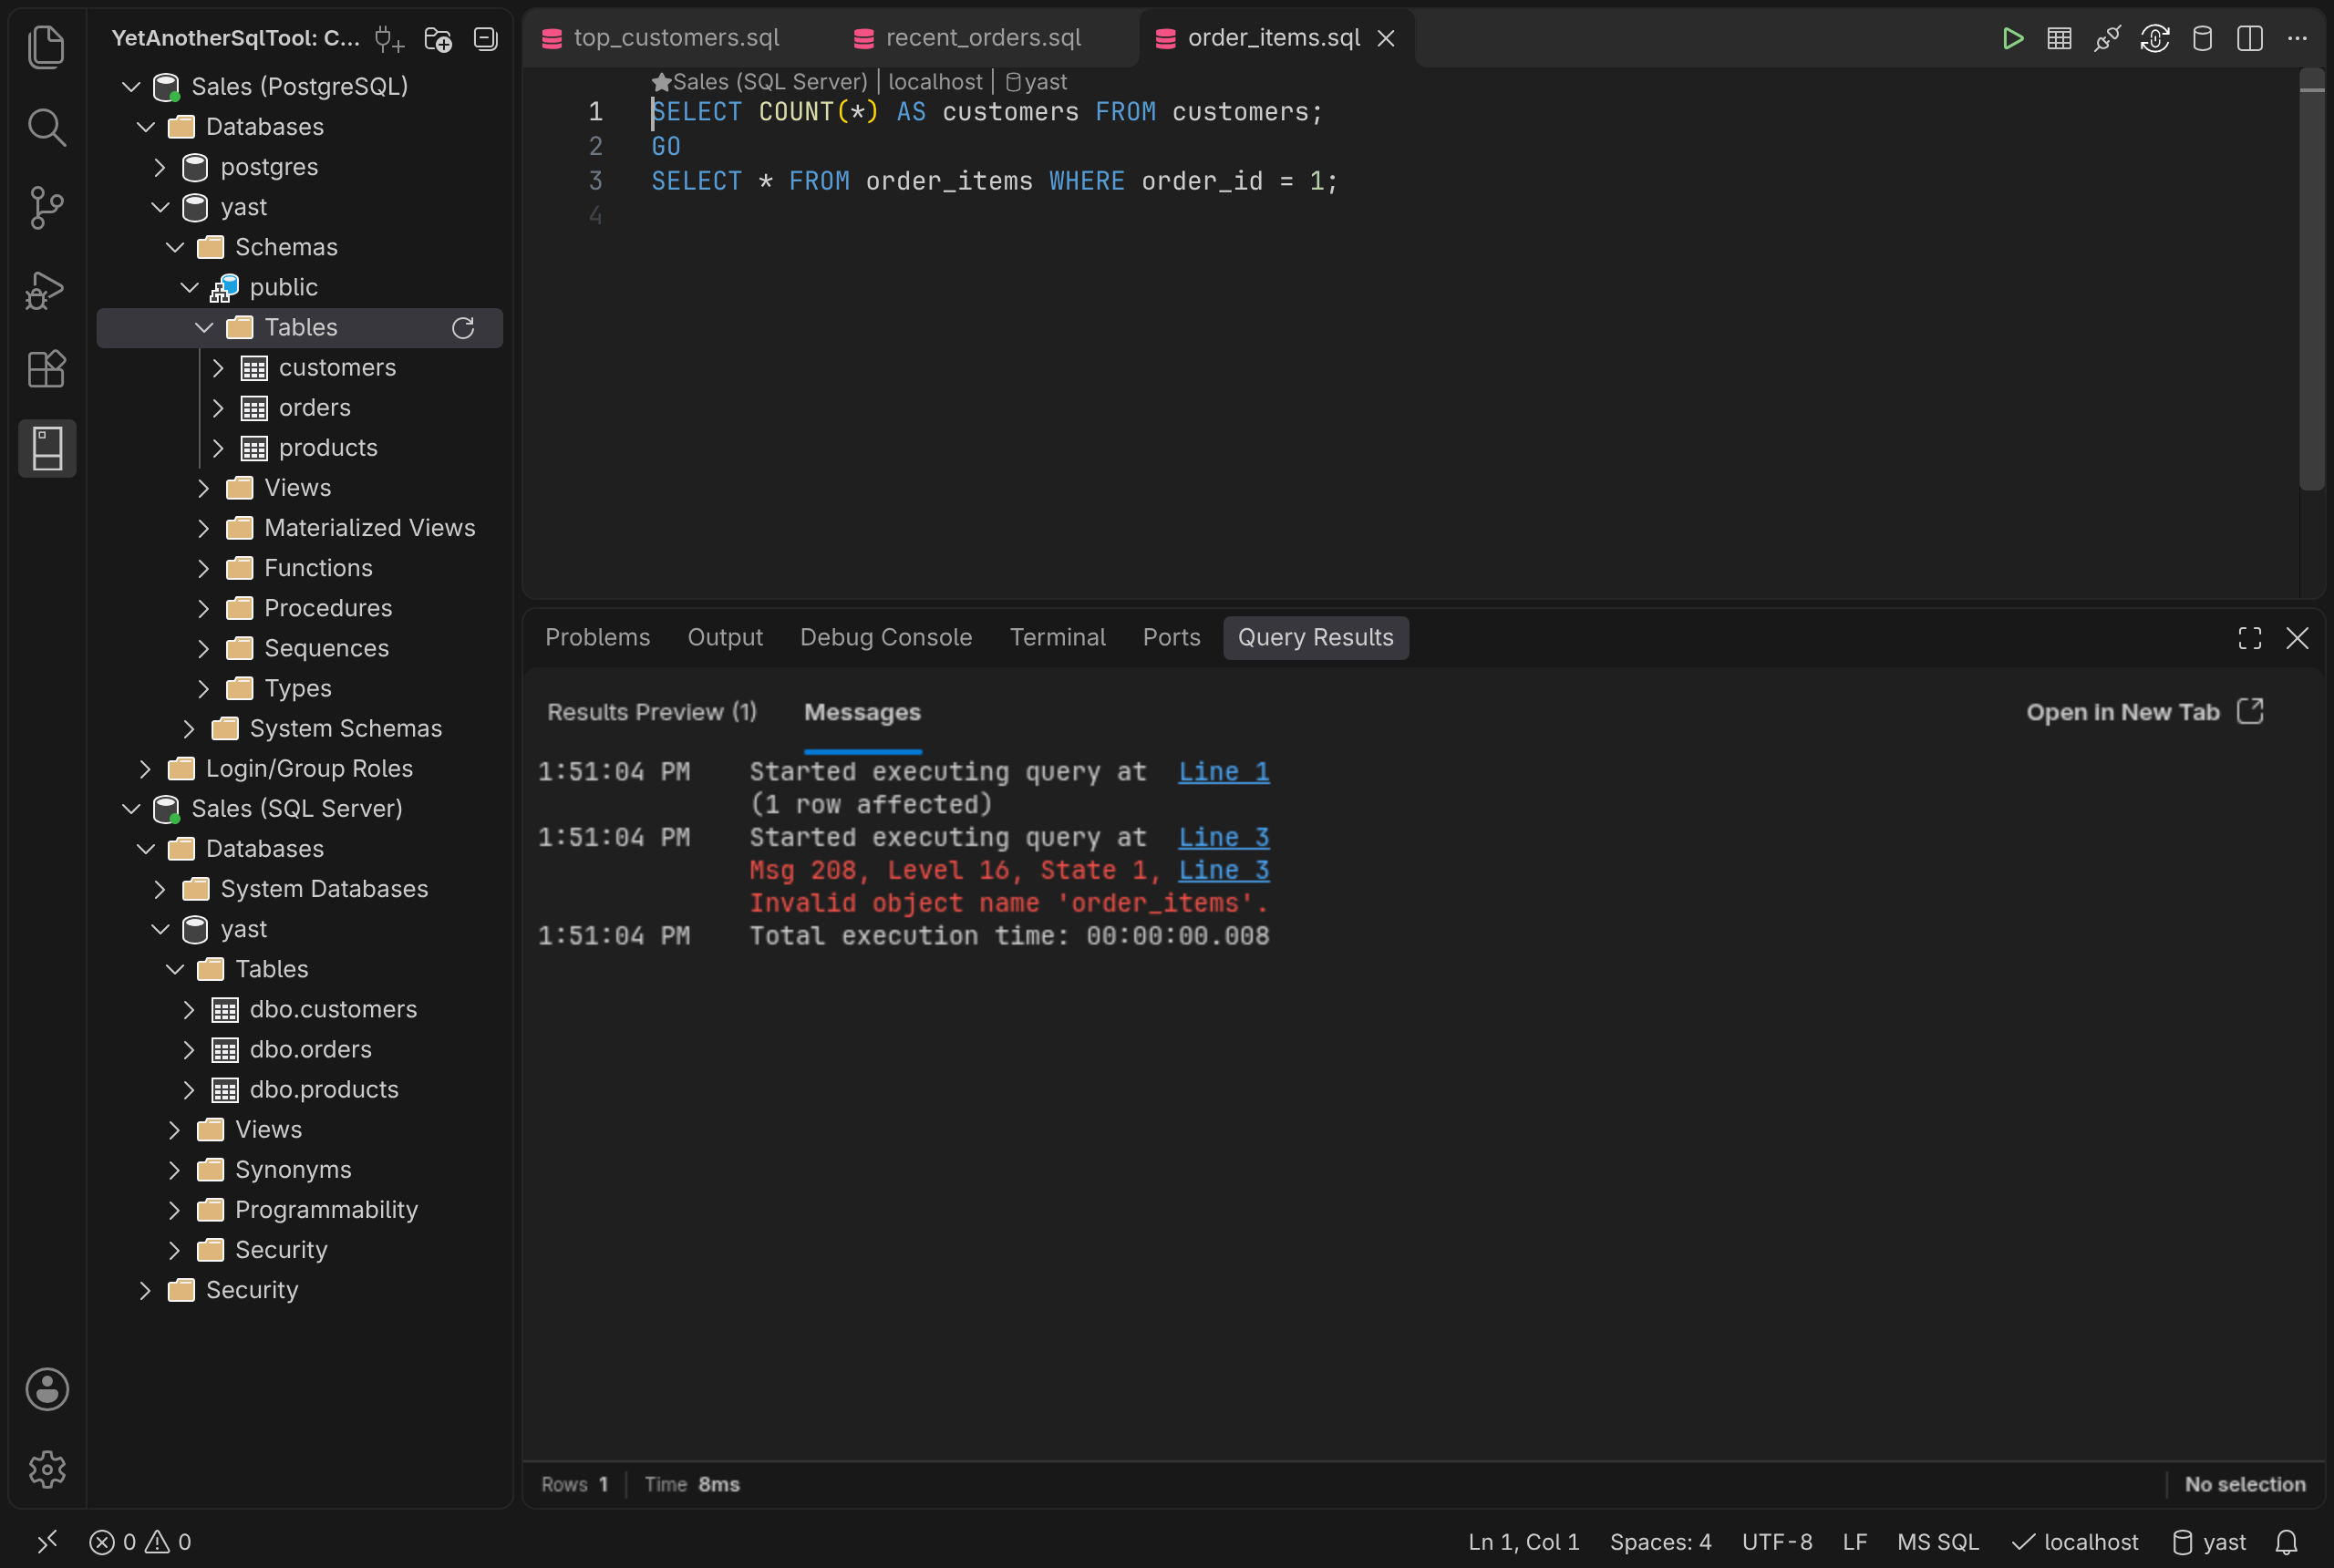 YetAnotherSqlTool: C...
Sales (PostgreSQL)
Databases
postgres
yast
Schemas
public
Tables
customers
orders
products
Views
Materialized Views
Functions
Procedures
Sequences
Types
System Schemas
Login/Group Roles
Sales (SQL Server)
Databases
System Databases
yast
Tables
dbo.customers
dbo.orders
dbo.products
Views
Synonyms
Programmability
Security
Security
top_customers.sql
recent_orders.sql
order_items.sql
Sales (SQL Server) | localhost | yast
1 SELECT COUNT(*) AS customers FROM customers;
2 GO
3 SELECT * FROM order_items WHERE order_id = 1;
4
Problems Output Debug Console Terminal Ports Query Results
Results Preview (1) Messages Open in New Tab
1:51:04 PM Started executing query at Line 1
(1 row affected)
1:51:04 PM Started executing query at Line 3
Msg 208, Level 16, State 1, Line 3
Invalid object name 'order_items'.
1:51:04 PM Total execution time: 00:00:00.008
Rows 1 Time 8ms No selection
0 0 Ln 1, Col 1 Spaces: 4 UTF-8 LF MS SQL localhost yast